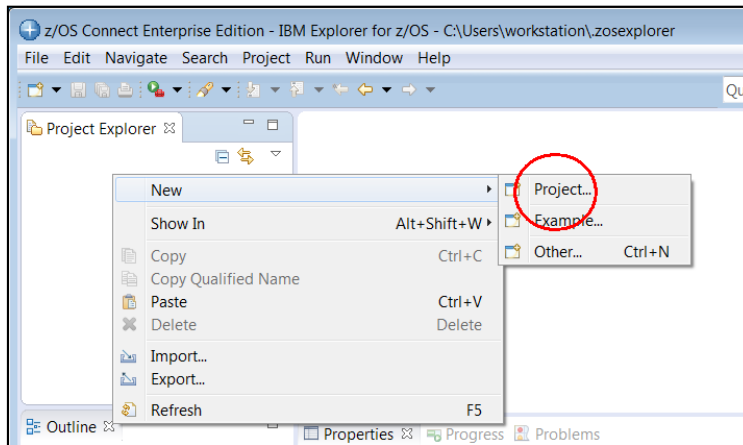 z/OS Connect Enterprise Edition - IBM Explorer for z/OS - C:\Users\workstation\.zosexplorer
File Edit Navigate Search Project Run Window Help
Qu
Project Explorer
New
Project...
Show In Alt+Shift+W
Example...
Other... Ctrl+N
Copy Ctrl+C
Copy Qualified Name
Paste Ctrl+V
Delete Delete
Import...
Export...
Refresh F5
Outline
Properties Progress Problems